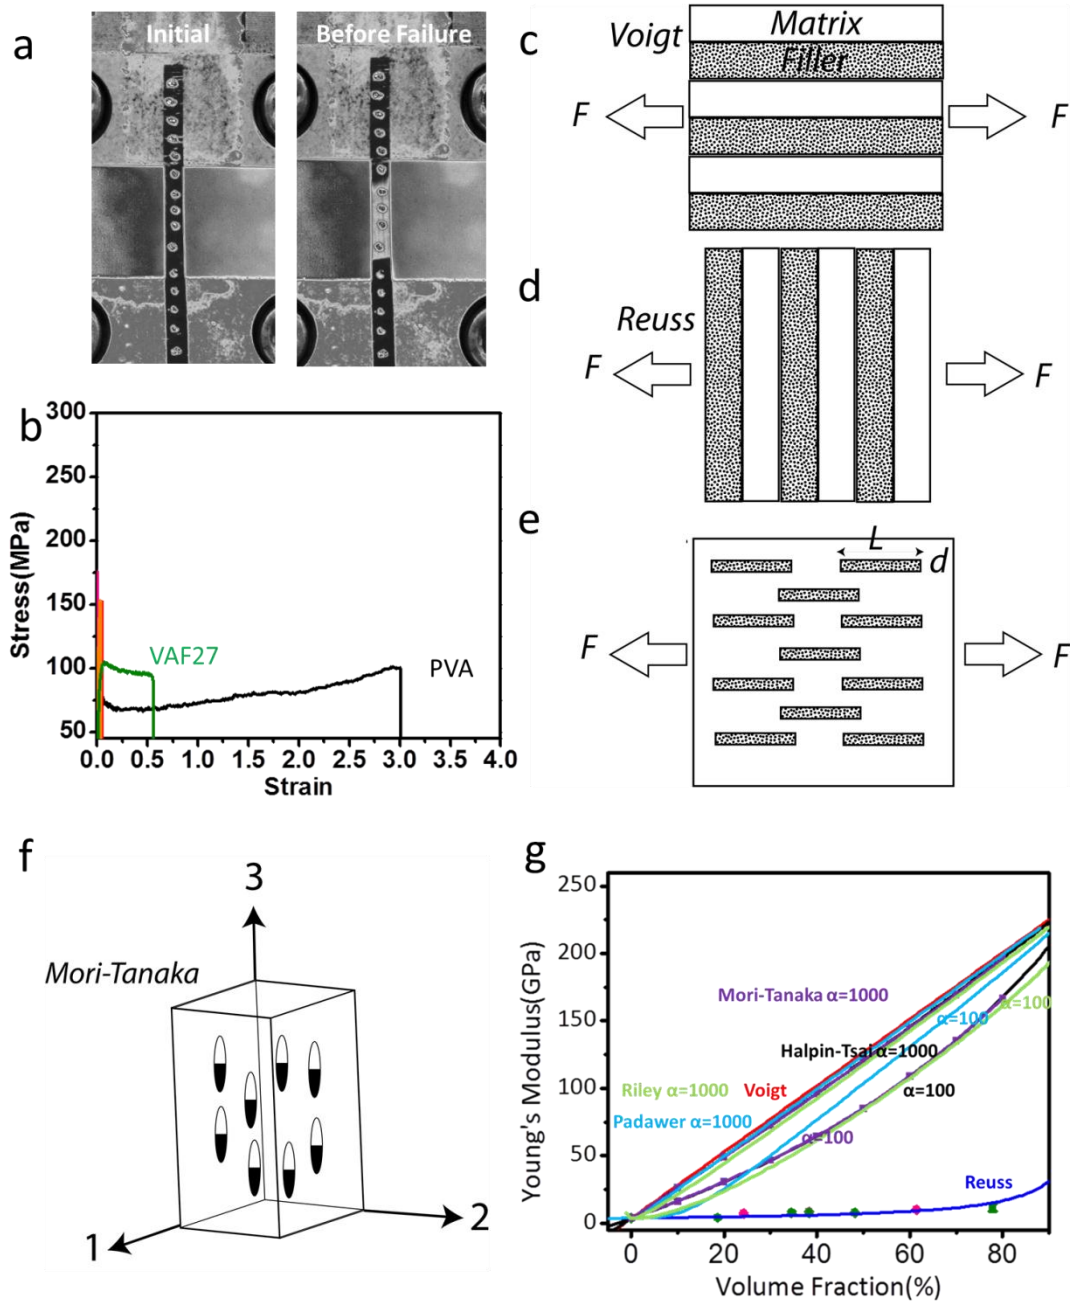 a
Initial
Before Failure
b
300
250
200
150
100
50
Stress(MPa)
VAF27
PVA
0.0 0.5 1.0 1.5 2.0 2.5 3.0 3.5 4.0
Strain
c
Voigt
Matrix
Filler
F
F
d
Reuss
F
F
e
L
d
F
F
f
3
Mori-Tanaka
1
2
g
250
200
150
100
50
0
Young's Modulus(GPa)
Mori-Tanaka α=1000
α=100
α=100
Halpin-Tsai α=1000
Riley α=1000
Voigt
α=100
Padawer α=1000
α=100
Reuss
0 20 40 60 80
Volume Fraction(%)